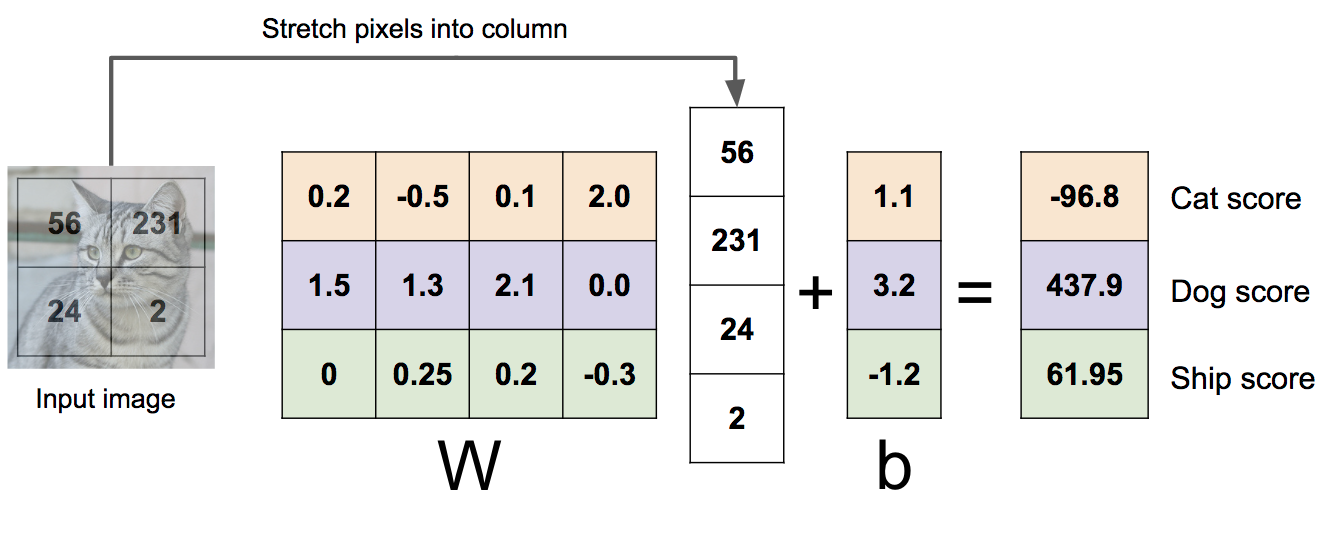 Stretch pixels into column
56 231
24 2
Input image
0.2 -0.5 0.1 2.0
1.5 1.3 2.1 0.0
0 0.25 0.2 -0.3
W
56
231
24
2
+
1.1
3.2
-1.2
b
=
-96.8 Cat score
437.9 Dog score
61.95 Ship score